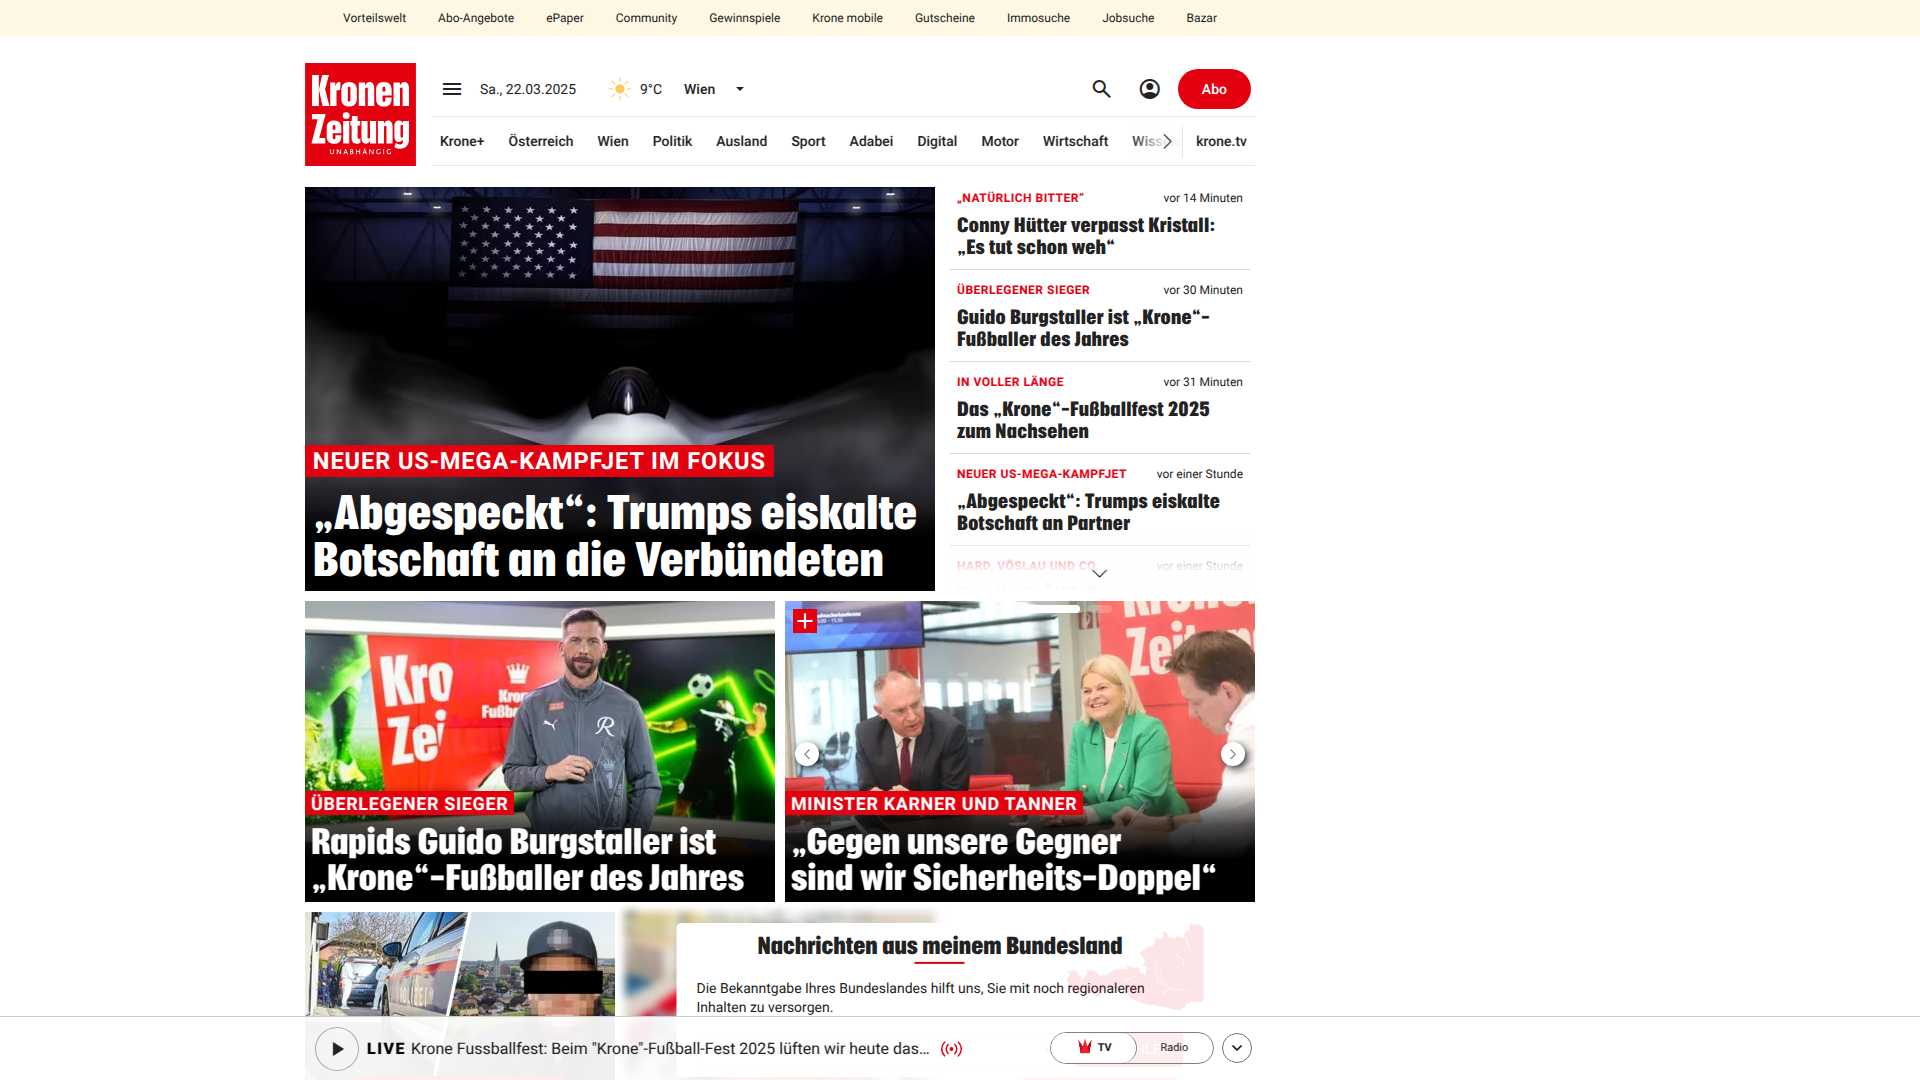 Vorteilswelt Abo-Angebote ePaper Community Gewinnspiele Krone mobile Gutscheine Immosuche Jobsuche Bazar
Kronen
Zeitung
UNABHÄNGIG
Sa., 22.03.2025 9°C Wien
Abo
Krone+ Österreich Wien Politik Ausland Sport Adabei Digital Motor Wirtschaft krone.tv
NEUER US-MEGA-KAMPFJET IM FOKUS
„Abgespeckt“: Trumps eiskalte
Botschaft an die Verbündeten
„NATÜRLICH BITTER“ vor 14 Minuten
Conny Hütter verpasst Kristall:
„Es tut schon weh“
ÜBERLEGENER SIEGER vor 30 Minuten
Guido Burgstaller ist „Krone“-
Fußballer des Jahres
IN VOLLER LÄNGE vor 31 Minuten
Das „Krone“-Fußballfest 2025
zum Nachsehen
NEUER US-MEGA-KAMPFJET vor einer Stunde
„Abgespeckt“: Trumps eiskalte
Botschaft an Partner
HARD, VÖSLAU UND CO. vor einer Stunde
Kro
Zei
ÜBERLEGENER SIEGER
Rapids Guido Burgstaller ist
„Krone“-Fußballer des Jahres
MINISTER KARNER UND TANNER
„Gegen unsere Gegner
sind wir Sicherheits-Doppel“
Nachrichten aus meinem Bundesland
Die Bekanntgabe Ihres Bundeslandes hilft uns, Sie mit noch regionaleren
Inhalten zu versorgen.
LIVE Krone Fussballfest: Beim "Krone"-Fußball-Fest 2025 lüften wir heute das...
TV Radio